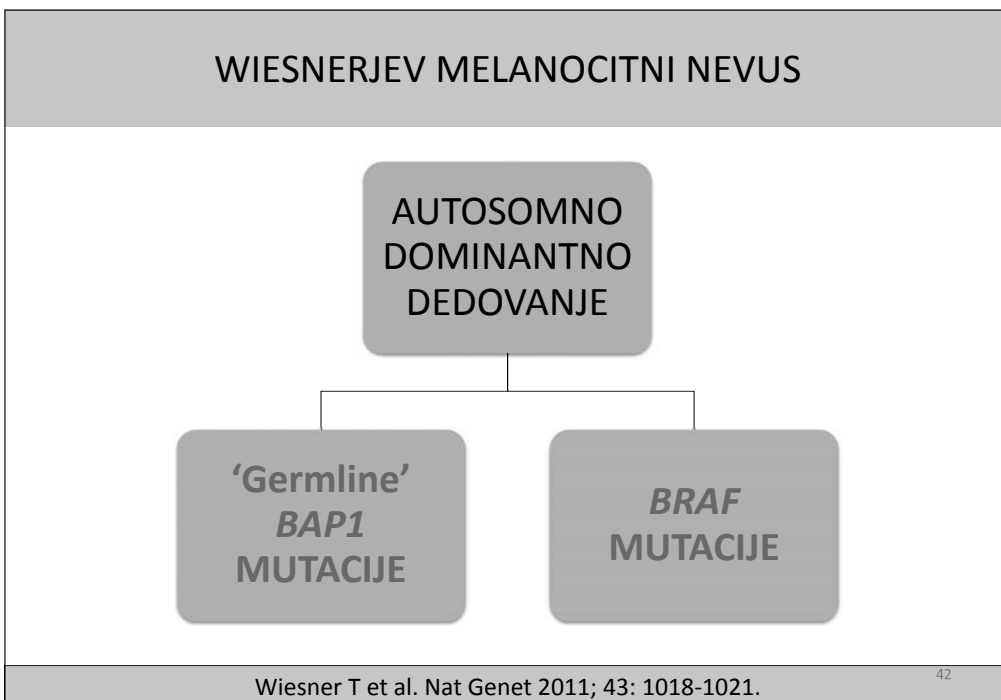 WIESNERJEV MELANOCITNI NEVUS
AUTOSOMNO
DOMINANTNO
DEDOVANJE
‘Germline’
BAP1
MUTACIJE
BRAF
MUTACIJE
Wiesner T et al. Nat Genet 2011; 43: 1018-1021.
42